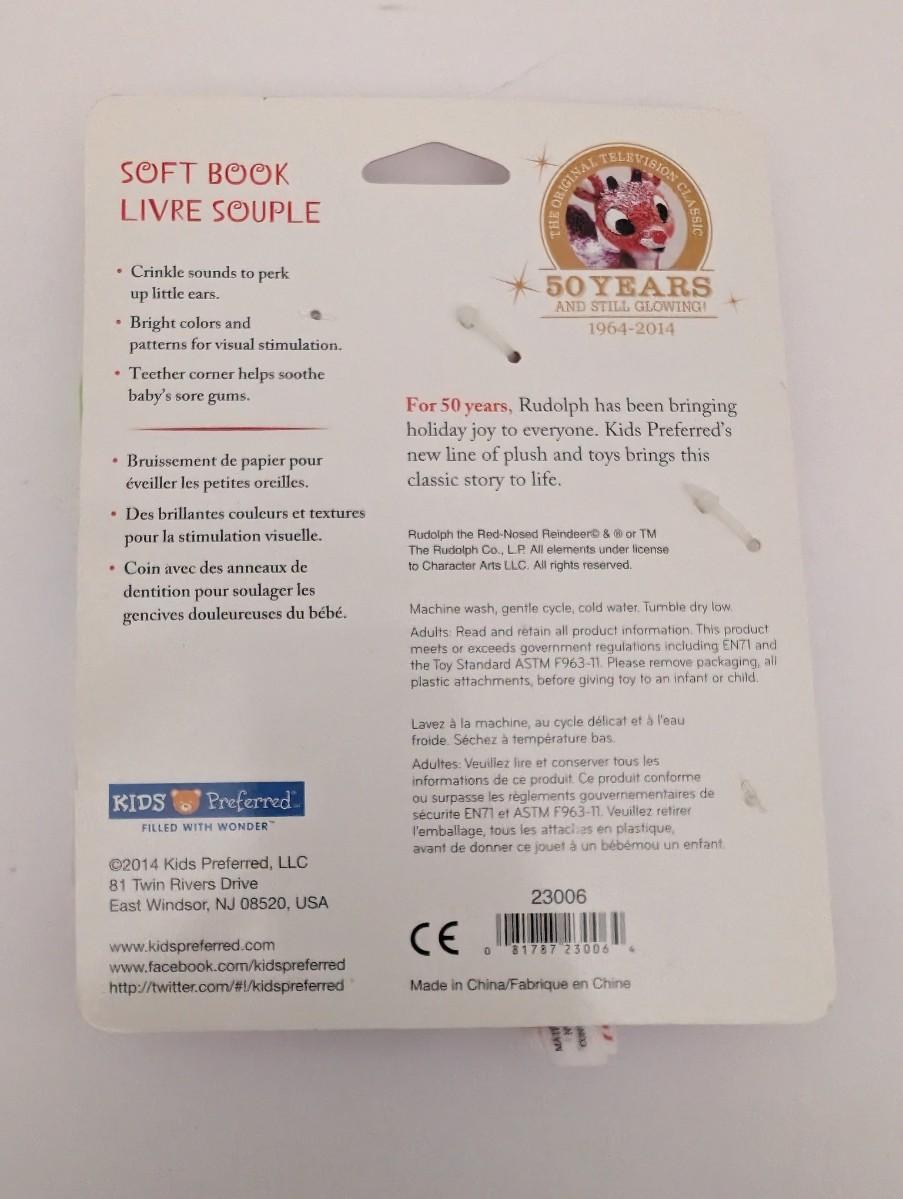 SOFT BOOK
LIVRE SOUPLE
• Crinkle sounds to perk
up little ears.
• Bright colors and
patterns for visual stimulation.
• Teether corner helps soothe
baby's sore gums.
• Bruissement de papier pour
éveiller les petites oreilles.
• Des brillantes couleurs et textures
pour la stimulation visuelle.
• Coin avec des anneaux de
dentition pour soulager les
gencives douleureuses du bébé.
THE ORIGINAL TELEVISION CLASSIC
50 YEARS
AND STILL GLOWING!
1964-2014
For 50 years, Rudolph has been bringing
holiday joy to everyone. Kids Preferred's
new line of plush and toys brings this
classic story to life.
Rudolph the Red-Nosed Reindeer© & ® or TM
The Rudolph Co., L.P. All elements under license
to Character Arts LLC. All rights reserved.
Machine wash, gentle cycle, cold water. Tumble dry low.
Adults: Read and retain all product information. This product
meets or exceeds government regulations including EN71 and
the Toy Standard ASTM F963-11. Please remove packaging, all
plastic attachments, before giving toy to an infant or child.
Lavez à la machine, au cycle délicat et à l'eau
froide. Séchez à température bas.
Adultes: Veuillez lire et conserver tous les
informations de ce produit. Ce produit conforme
ou surpasse les règlements gouvernementaires de
sécurite EN71 et ASTM F963-11. Veuillez retirer
l'emballage, tous les attaches en plastique,
avant de donner ce jouet à un bébémou un enfant.
KIDS Preferred™
FILLED WITH WONDER™
©2014 Kids Preferred, LLC
81 Twin Rivers Drive
East Windsor, NJ 08520, USA
www.kidspreferred.com
www.facebook.com/kidspreferred
http://twitter.com/#!/kidspreferred
23006
CE
0 81787 23006 4
Made in China/Fabrique en Chine